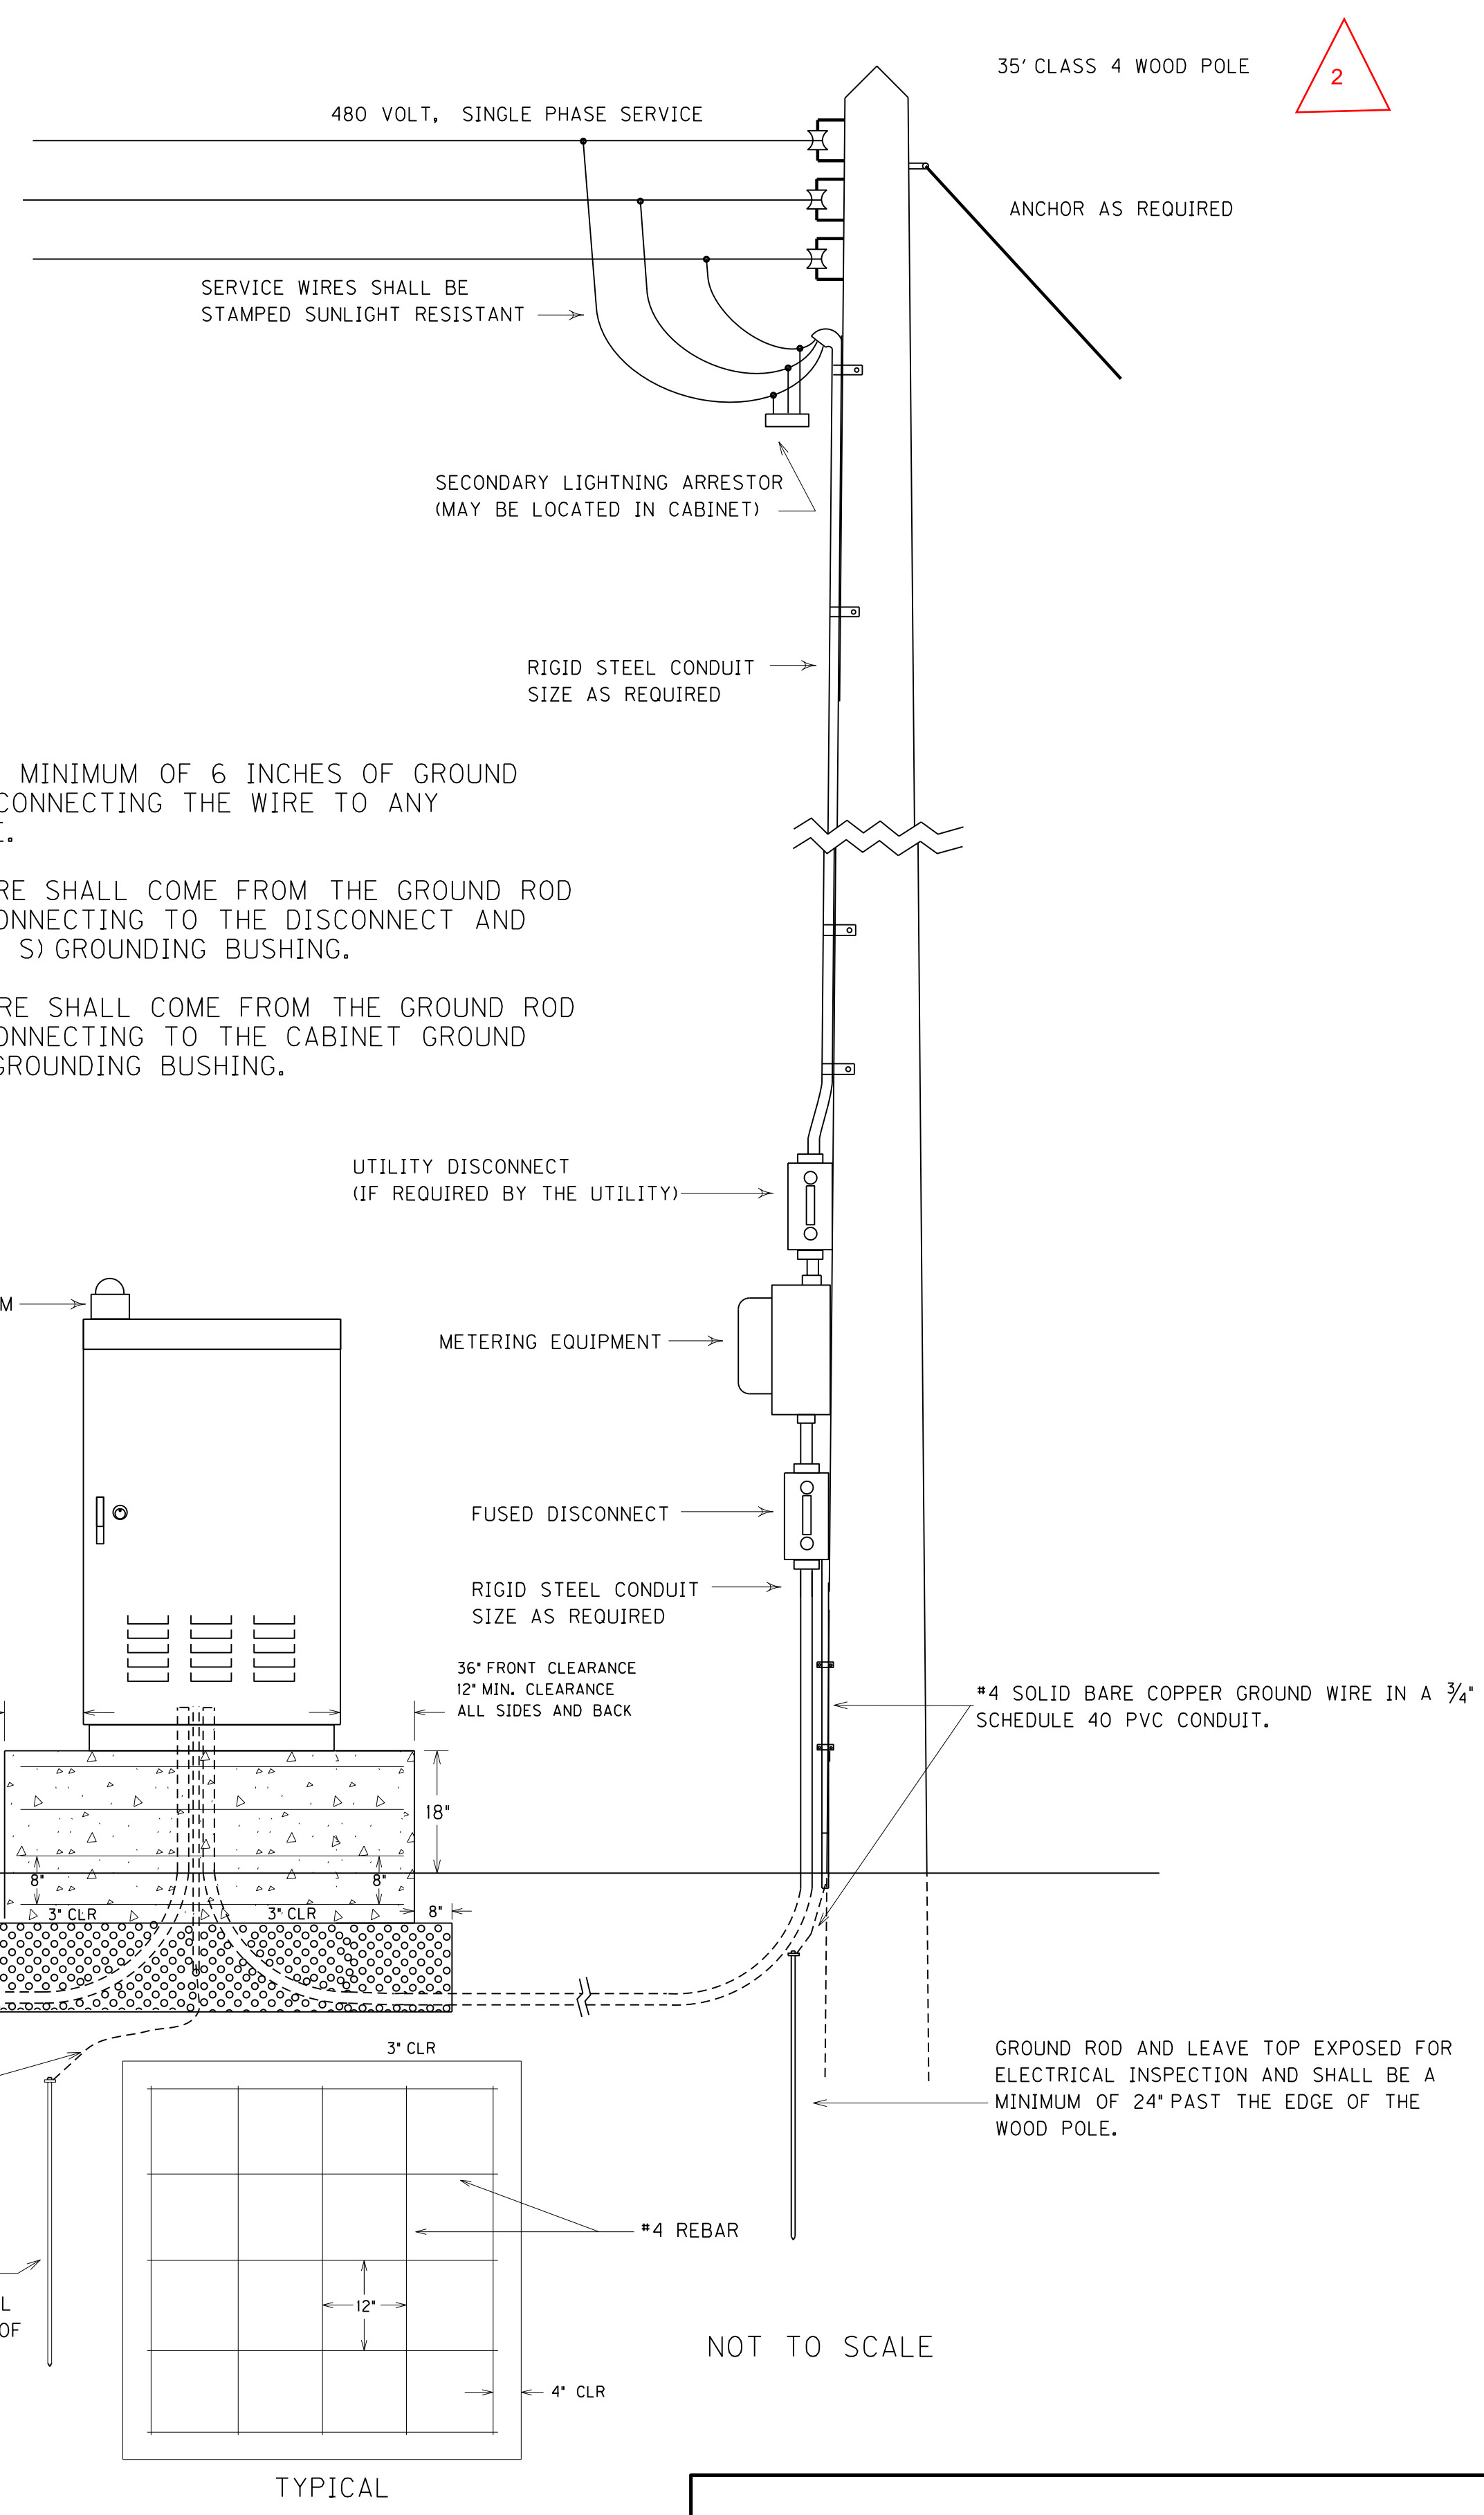 35' CLASS 4 WOOD POLE
2
480 VOLT, SINGLE PHASE SERVICE
ANCHOR AS REQUIRED
SERVICE WIRES SHALL BE
STAMPED SUNLIGHT RESISTANT
SECONDARY LIGHTNING ARRESTOR
(MAY BE LOCATED IN CABINET)
RIGID STEEL CONDUIT
SIZE AS REQUIRED
MINIMUM OF 6 INCHES OF GROUND
CONNECTING THE WIRE TO ANY
E.
RE SHALL COME FROM THE GROUND ROD
ONNECTING TO THE DISCONNECT AND
S) GROUNDING BUSHING.
RE SHALL COME FROM THE GROUND ROD
ONNECTING TO THE CABINET GROUND
GROUNDING BUSHING.
UTILITY DISCONNECT
(IF REQUIRED BY THE UTILITY)
M
METERING EQUIPMENT
FUSED DISCONNECT
RIGID STEEL CONDUIT
SIZE AS REQUIRED
36" FRONT CLEARANCE
12" MIN. CLEARANCE
ALL SIDES AND BACK
#4 SOLID BARE COPPER GROUND WIRE IN A 3/4"
SCHEDULE 40 PVC CONDUIT.
18"
8"
8"
3" CLR
3" CLR
8"
3" CLR
GROUND ROD AND LEAVE TOP EXPOSED FOR
ELECTRICAL INSPECTION AND SHALL BE A
MINIMUM OF 24" PAST THE EDGE OF THE
WOOD POLE.
#4 REBAR
12"
L
OF
NOT TO SCALE
4" CLR
TYPICAL